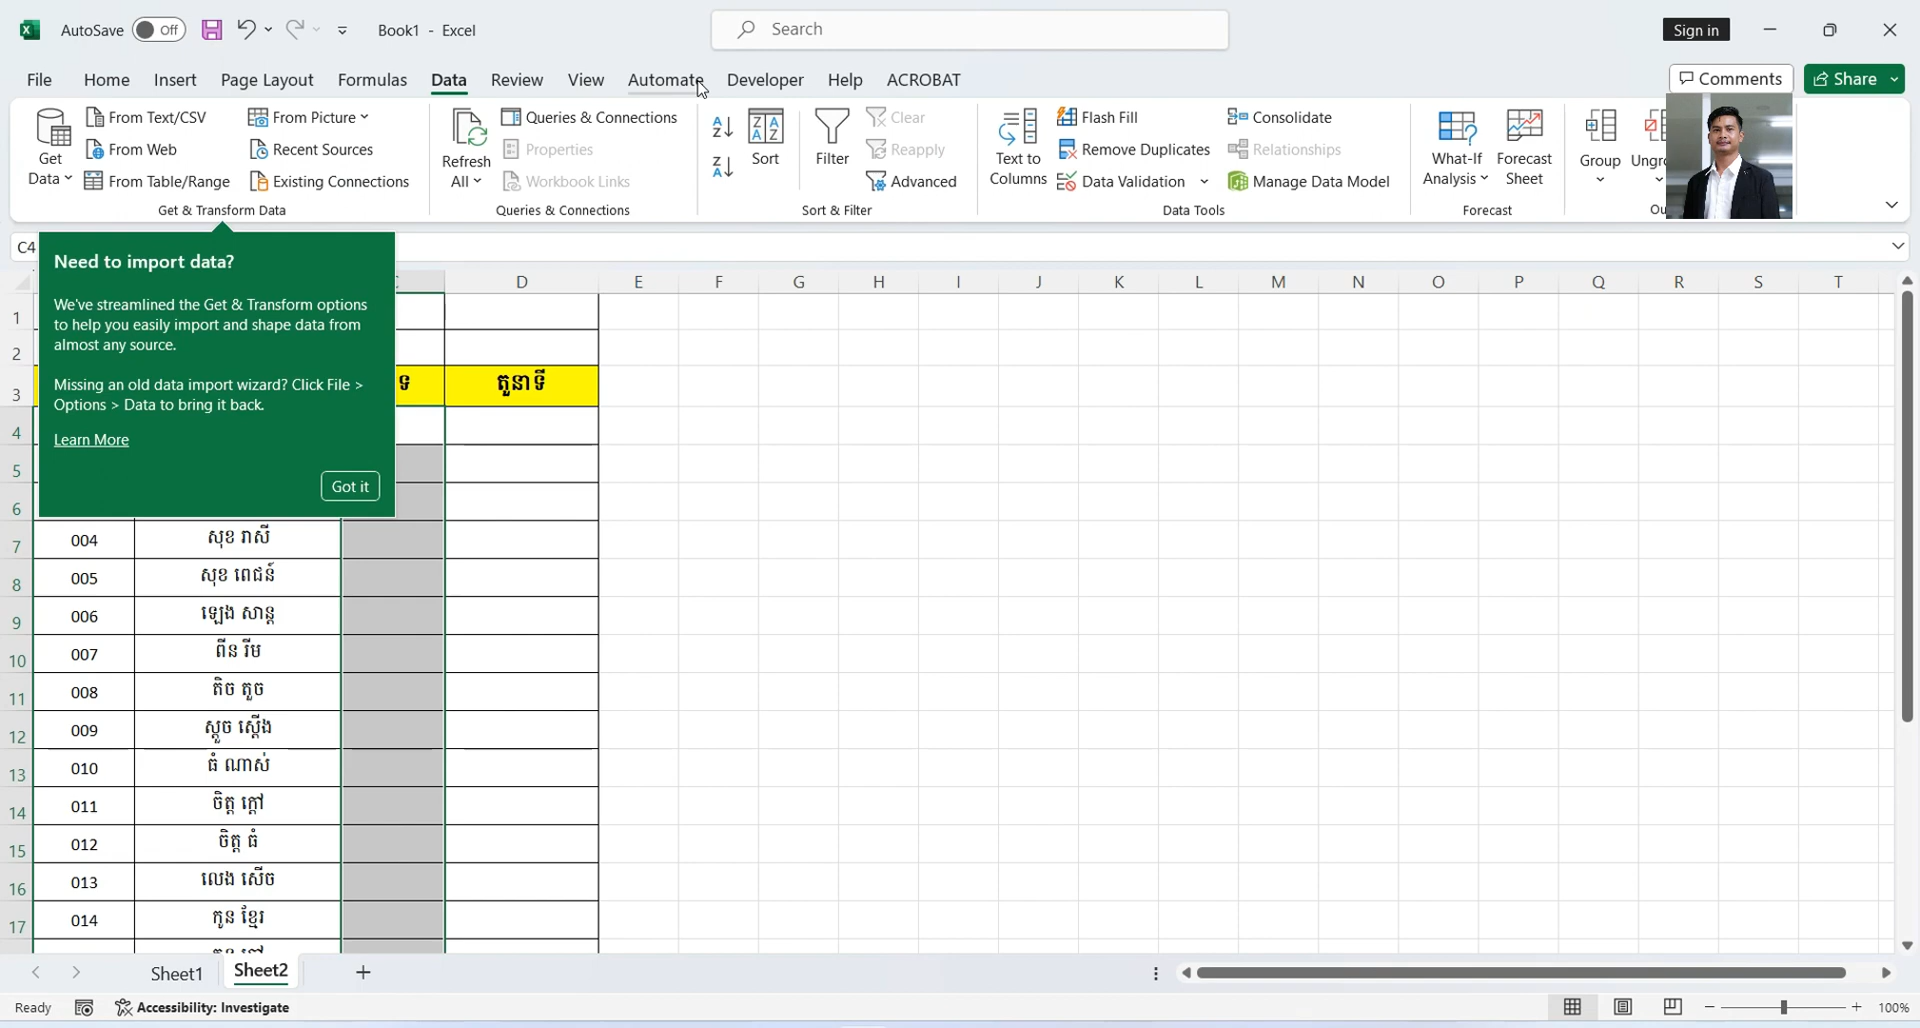 AutoSave Off Book1 - Excel Search Sign in
File Home Insert Page Layout Formulas Data Review View Automate Developer Help ACROBAT Comments Share
Get Data From Text/CSV From Web From Table/Range From Picture Recent Sources Existing Connections
Get & Transform Data
Refresh All Queries & Connections Properties Workbook Links
Queries & Connections
Sort Filter Clear Reapply Advanced
Sort & Filter
Text to Columns Flash Fill Remove Duplicates Data Validation Consolidate Relationships Manage Data Model
Data Tools
What-If Analysis Forecast Sheet
Forecast
Group
C4
Need to import data?
We've streamlined the Get & Transform options
to help you easily import and shape data from
almost any source.
Missing an old data import wizard? Click File >
Options > Data to bring it back.
Learn More
Got it
D E F G H I J K L M N O P Q R S T
1
2
3 តួនាទី
4
5
6
7 004 សុខ រាសី
8 005 សុខ ពេជន៍
9 006 ឡេង សាន្ត
10 007 ពីន រីម
11 008 តិច តួច
12 009 ស្តួច ស្តើង
13 010 ធំ ណាស់
14 011 ចិត្ត ក្តៅ
15 012 ចិត្ត ធំ
16 013 លេង សើច
17 014 កូន ខ្មែរ
Sheet1 Sheet2
Ready Accessibility: Investigate 100%